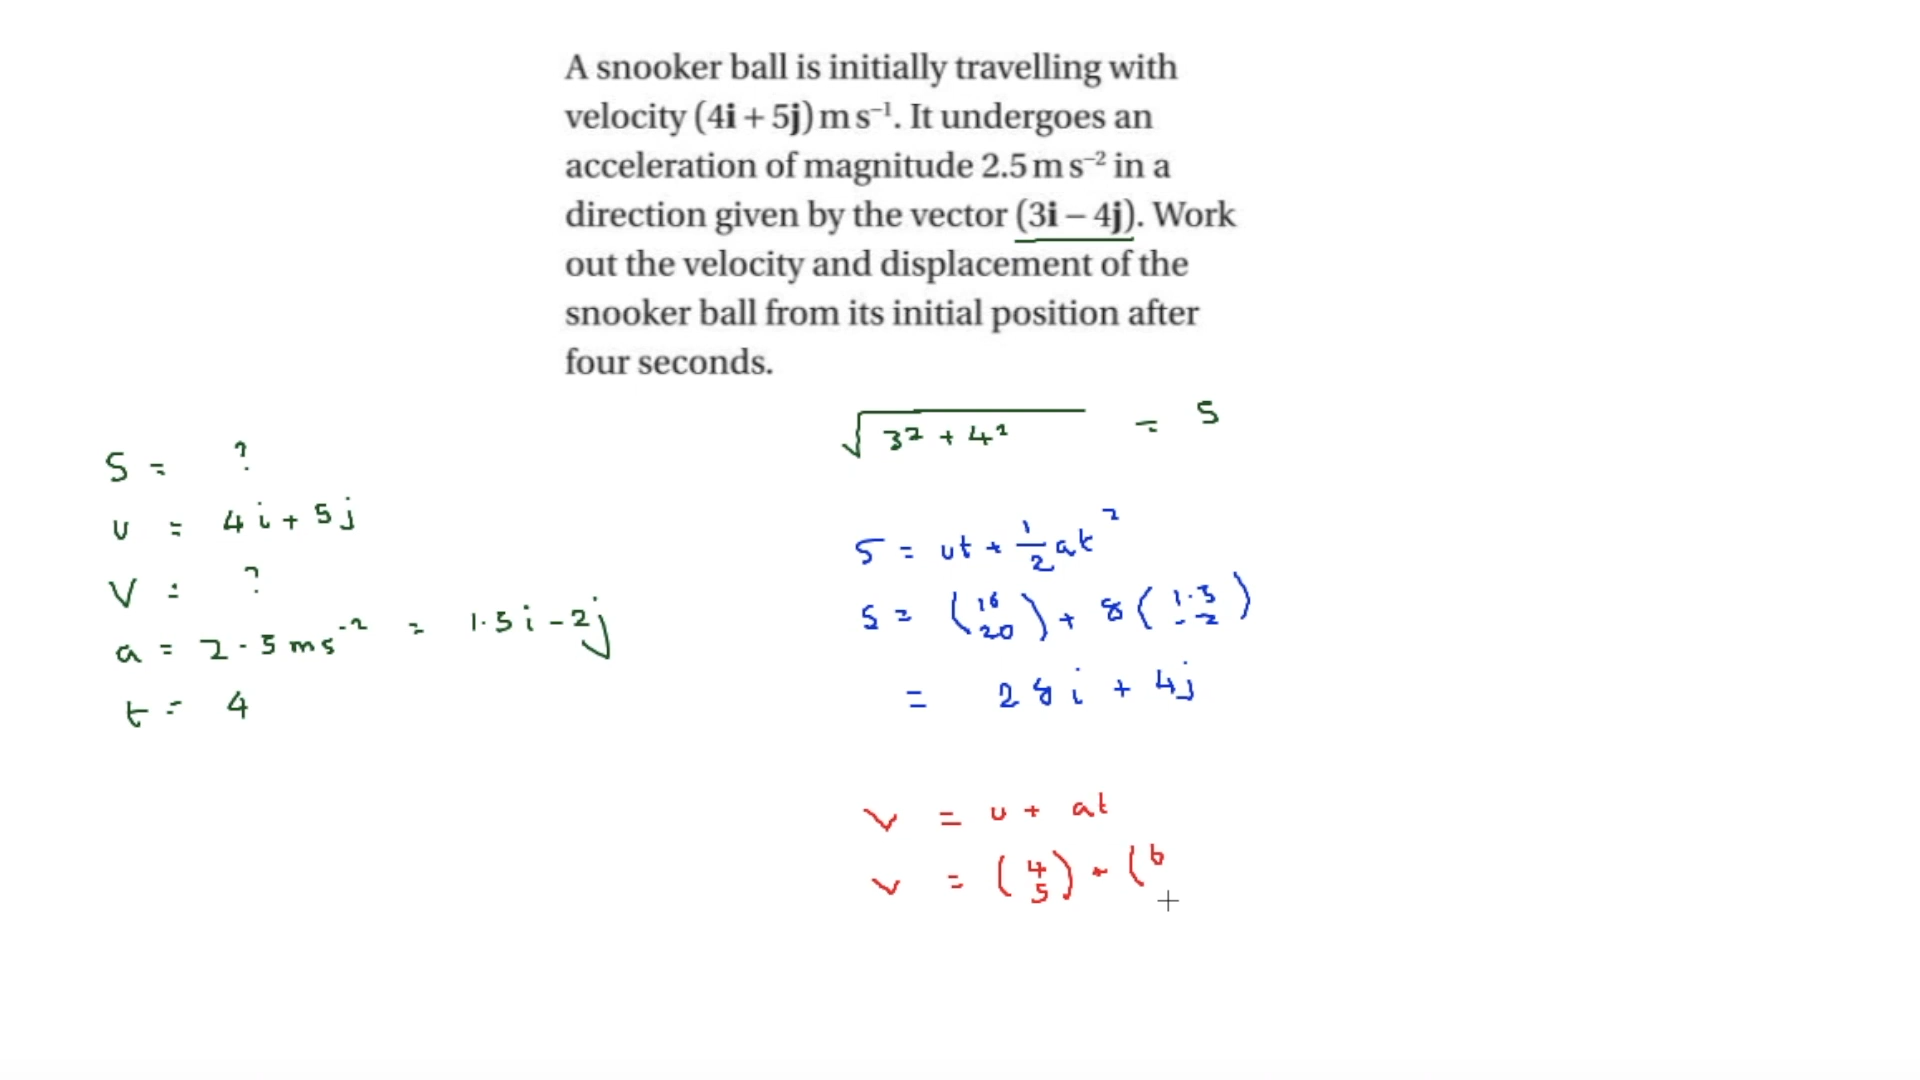 A snooker ball is initially travelling with
velocity (4i + 5j) m s⁻¹. It undergoes an
acceleration of magnitude 2.5 m s⁻² in a
direction given by the vector (3i – 4j). Work
out the velocity and displacement of the
snooker ball from its initial position after
four seconds.
√(3² + 4²) = 5
S = ?
u = 4i + 5j
V = ?
a = 2.5 ms⁻² = 1.5i - 2j
t = 4
S = ut + 1/2 at²
S = (16 20) + 8(1.5 -2)
= 28i + 4j
V = u + at
V = (4 5) + (6